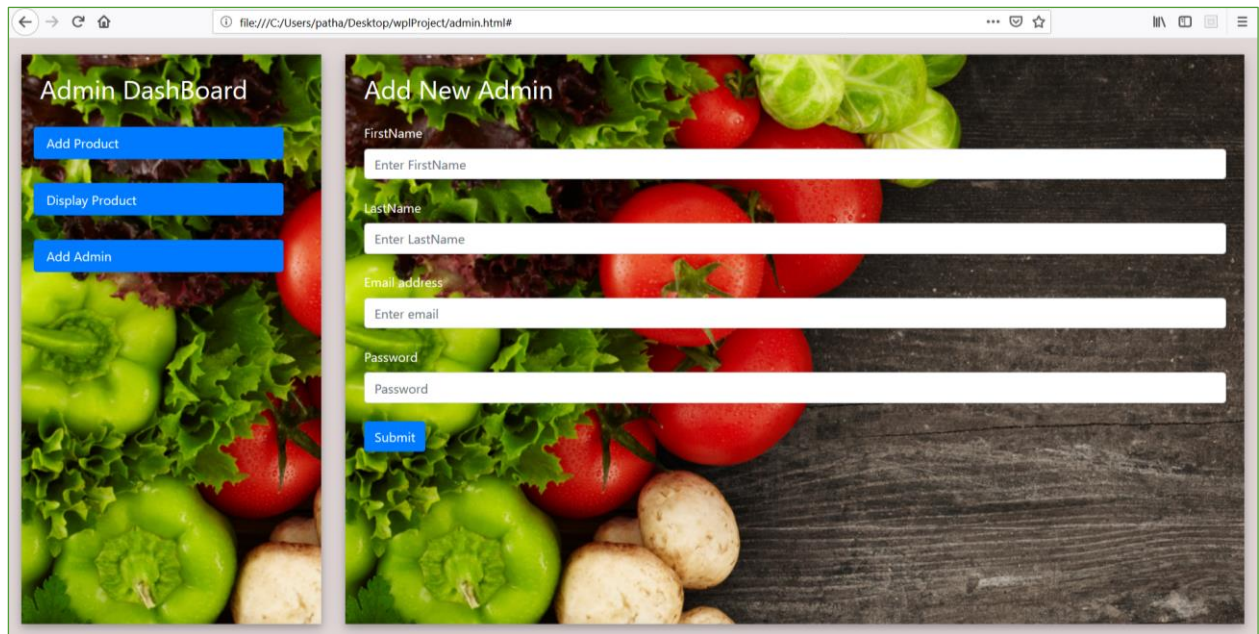 file:///C:/Users/patha/Desktop/wplProject/admin.html#
Admin DashBoard
Add Product
Display Product
Add Admin
Add New Admin
FirstName
Enter FirstName
LastName
Enter LastName
Email address
Enter email
Password
Password
Submit